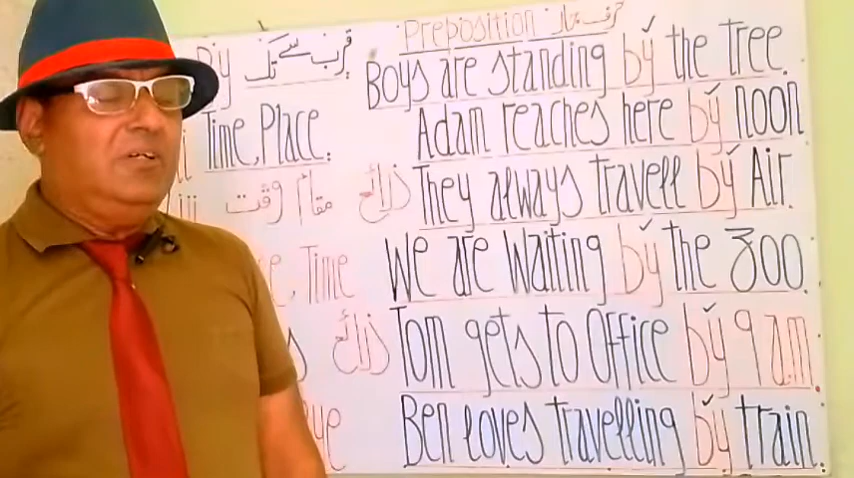 Preposition حرف جار
قرب سے تک
Boys are standing by the tree.
Time, Place.
Adam reaches here by noon
مقام وقت ذرائع
They always travell by Air.
Time
We are waiting by the Zoo.
ذرائع
Tom gets to Office by 9 a.m.
Ben loves travelling by train.